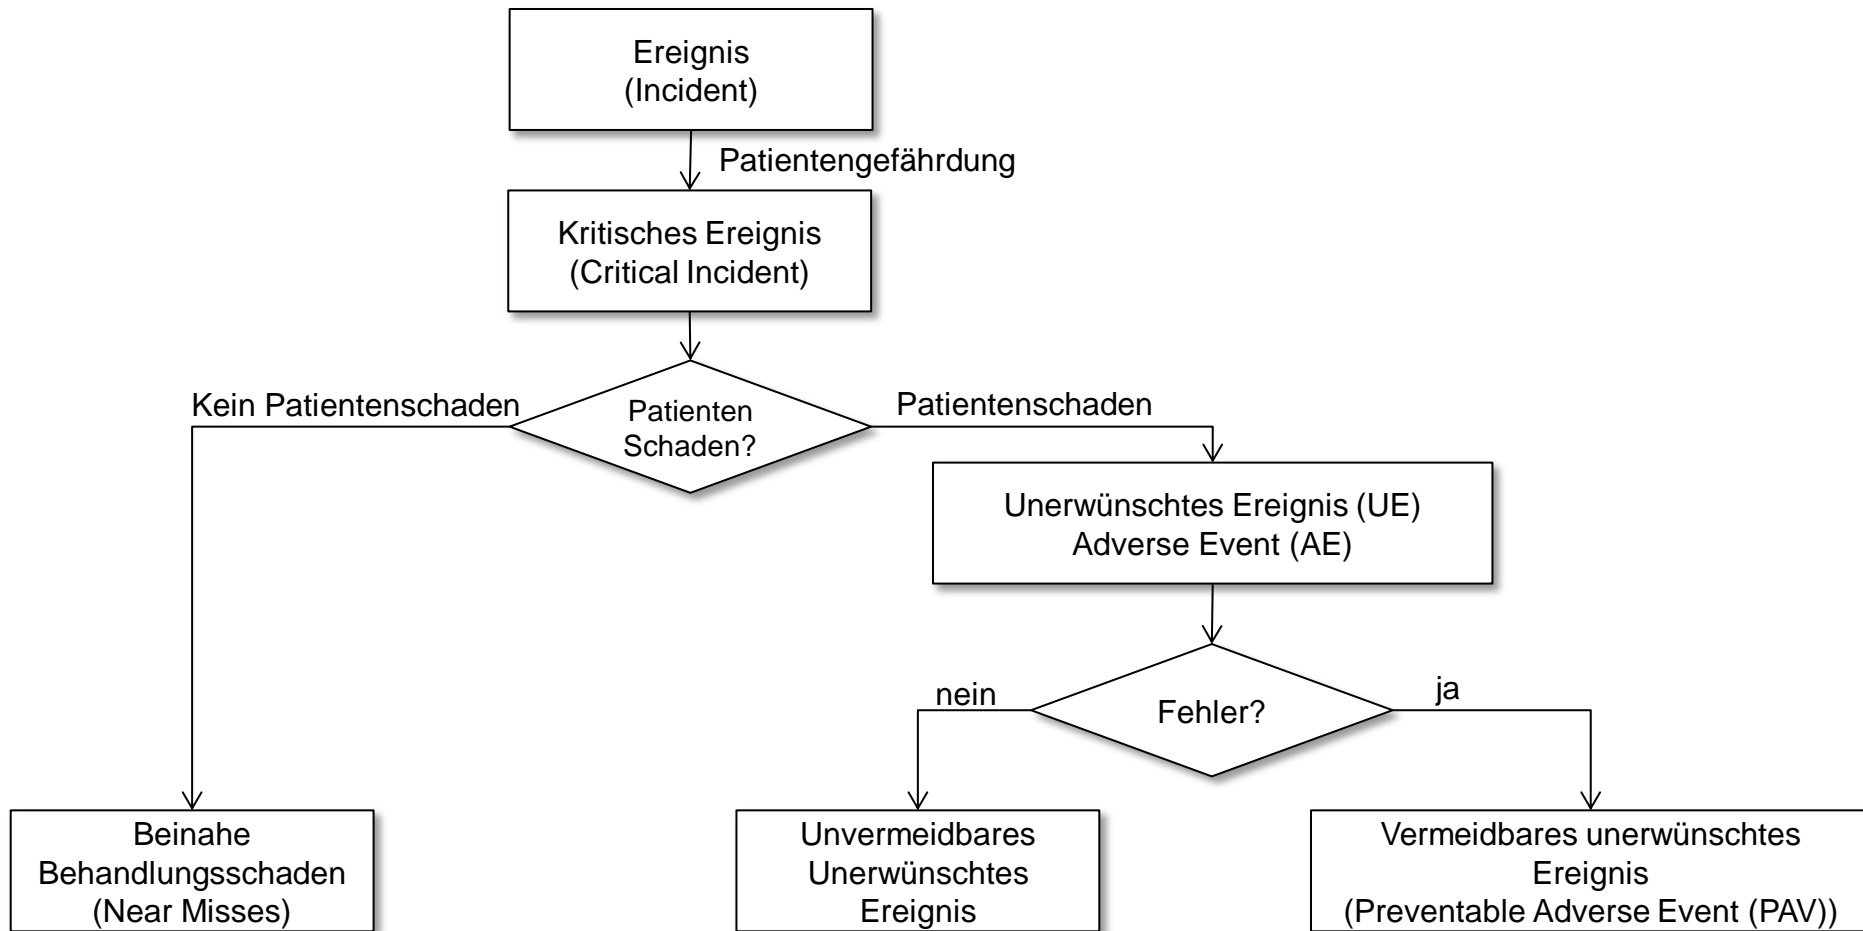 Ereignis
(Incident)
Patientengefährdung
Kritisches Ereignis
(Critical Incident)
Kein Patientenschaden
Patienten
Schaden?
Patientenschaden
Unerwünschtes Ereignis (UE)
Adverse Event (AE)
nein
Fehler?
ja
Beinahe
Behandlungsschaden
(Near Misses)
Unvermeidbares
Unerwünschtes
Ereignis
Vermeidbares unerwünschtes
Ereignis
(Preventable Adverse Event (PAV))